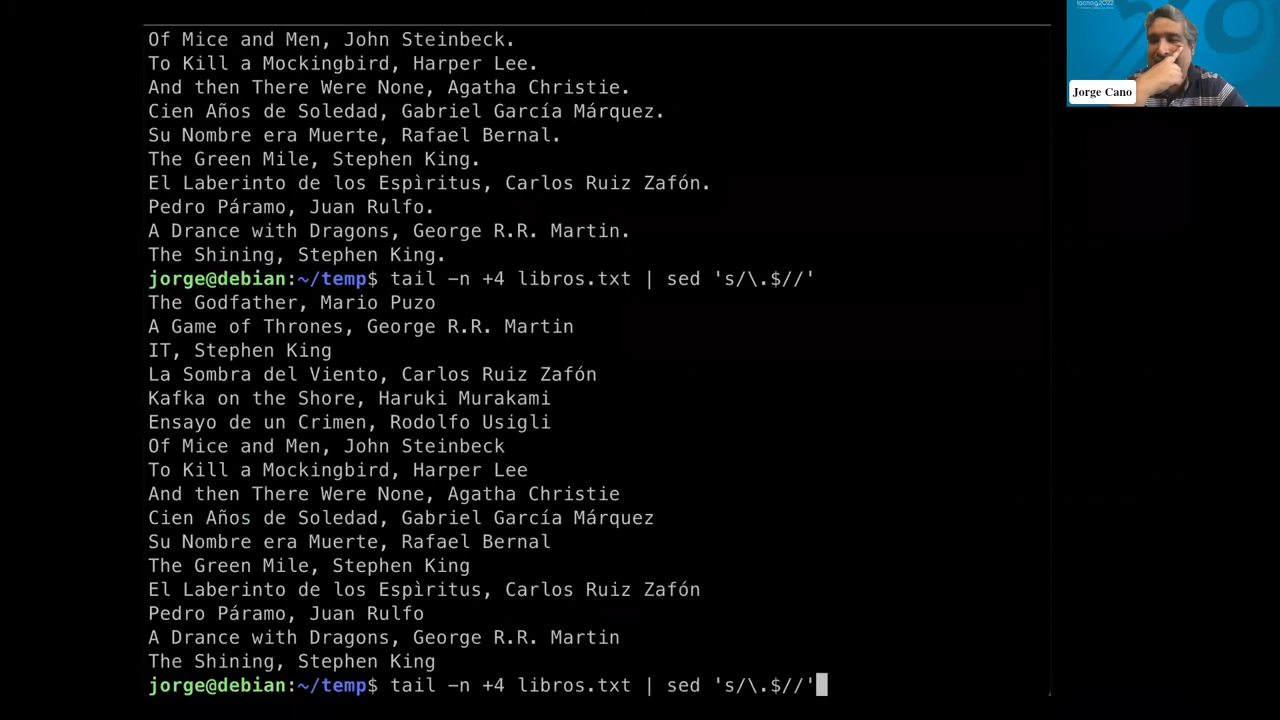 Of Mice and Men, John Steinbeck.
To Kill a Mockingbird, Harper Lee.
And then There Were None, Agatha Christie.
Cien Años de Soledad, Gabriel García Márquez.
Su Nombre era Muerte, Rafael Bernal.
The Green Mile, Stephen King.
El Laberinto de los Espìritus, Carlos Ruiz Zafón.
Pedro Páramo, Juan Rulfo.
A Drance with Dragons, George R.R. Martin.
The Shining, Stephen King.
jorge@debian:~/temp$ tail -n +4 libros.txt | sed 's/\.$//'
The Godfather, Mario Puzo
A Game of Thrones, George R.R. Martin
IT, Stephen King
La Sombra del Viento, Carlos Ruiz Zafón
Kafka on the Shore, Haruki Murakami
Ensayo de un Crimen, Rodolfo Usigli
Of Mice and Men, John Steinbeck
To Kill a Mockingbird, Harper Lee
And then There Were None, Agatha Christie
Cien Años de Soledad, Gabriel García Márquez
Su Nombre era Muerte, Rafael Bernal
The Green Mile, Stephen King
El Laberinto de los Espìritus, Carlos Ruiz Zafón
Pedro Páramo, Juan Rulfo
A Drance with Dragons, George R.R. Martin
The Shining, Stephen King
jorge@debian:~/temp$ tail -n +4 libros.txt | sed 's/\.$//'
lacnog2022
Jorge Cano